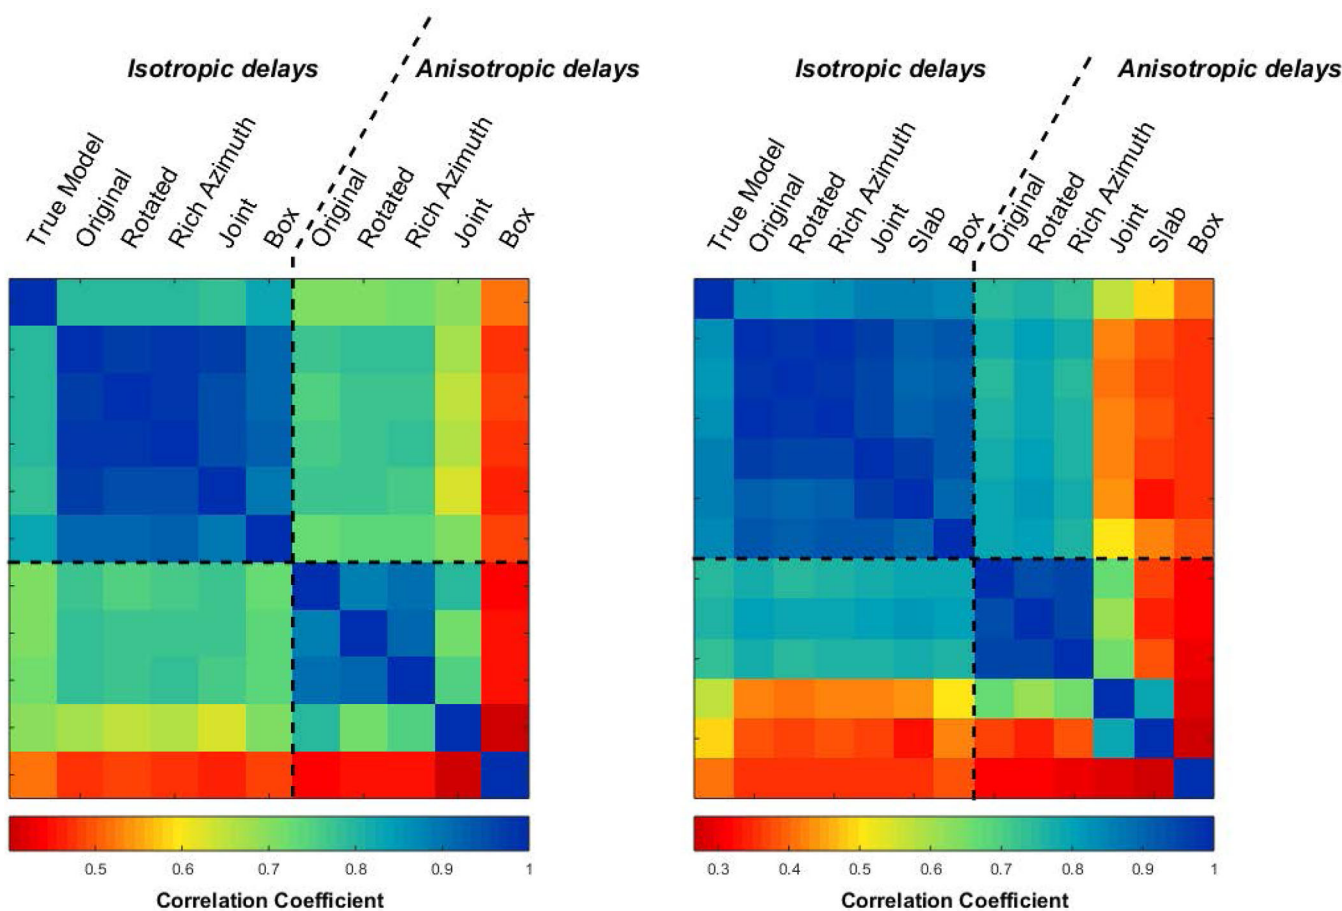 Isotropic delays
Anisotropic delays
True Model
Original
Rotated
Rich Azimuth
Joint
Box
Original
Rotated
Rich Azimuth
Joint
Box
0.5 0.6 0.7 0.8 0.9 1
Correlation Coefficient
Isotropic delays
Anisotropic delays
True Model
Original
Rotated
Rich Azimuth
Joint
Slab
Box
Original
Rotated
Rich Azimuth
Joint
Slab
Box
0.3 0.4 0.5 0.6 0.7 0.8 0.9 1
Correlation Coefficient